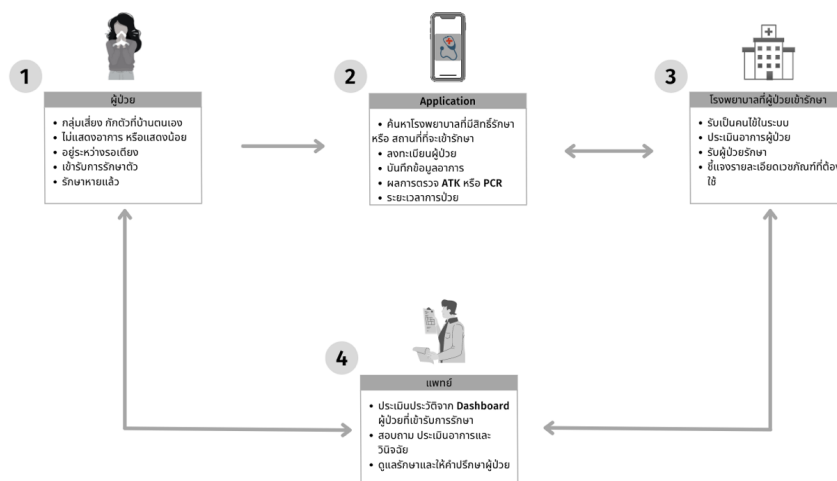 1
ผู้ป่วย
• กลุ่มเสี่ยง กักตัวที่บ้านตนเอง
• ไม่แสดงอาการ หรือแสดงน้อย
• อยู่ระหว่างรอเตียง
• เข้ารับการรักษาตัว
• รักษาหายแล้ว
2
Application
• ค้นหาโรงพยาบาลที่มีสิทธิ์รักษา
หรือ สถานที่ที่จะเข้ารักษา
• ลงทะเบียนผู้ป่วย
• บันทึกข้อมูลอาการ
• ผลการตรวจ ATK หรือ PCR
• ระยะเวลาการป่วย
3
โรงพยาบาลที่ผู้ป่วยเข้ารักษา
• รับเป็นคนไข้ในระบบ
• ประเมินอาการผู้ป่วย
• รับผู้ป่วยรักษา
• ชี้แจงรายละเอียดเวชภัณฑ์ที่ต้อง
ใช้
4
แพทย์
• ประเมินประวัติจาก Dashboard
ผู้ป่วยที่เข้ารับการรักษา
• สอบถาม ประเมินอาการและ
วินิจฉัย
• ดูแลรักษาและให้คำปรึกษาผู้ป่วย